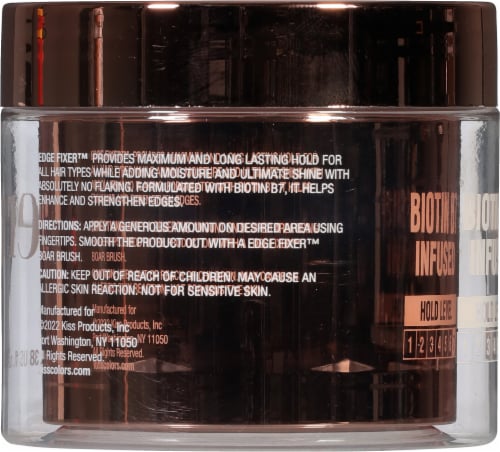 EDGE FIXER™ PROVIDES MAXIMUM AND LONG LASTING HOLD FOR
ALL HAIR TYPES WHILE ADDING MOISTURE AND ULTIMATE SHINE WITH
ABSOLUTELY NO FLAKING. FORMULATED WITH BIOTIN B7, IT HELPS
ENHANCE AND STRENGTHEN EDGES.
DIRECTIONS: APPLY A GENEROUS AMOUNT ON DESIRED AREA USING
FINGERTIPS. SMOOTH THE PRODUCT OUT WITH A EDGE FIXER™
BOAR BRUSH.
CAUTION: KEEP OUT OF REACH OF CHILDREN. MAY CAUSE AN
ALLERGIC SKIN REACTION. NOT FOR SENSITIVE SKIN.
Manufactured for
©2022 Kiss Products, Inc
Port Washington, NY 11050
All Rights Reserved.
isscolors.com
BIOTIN
INFUSED
HOLD LEVEL
1 2 3 4 5